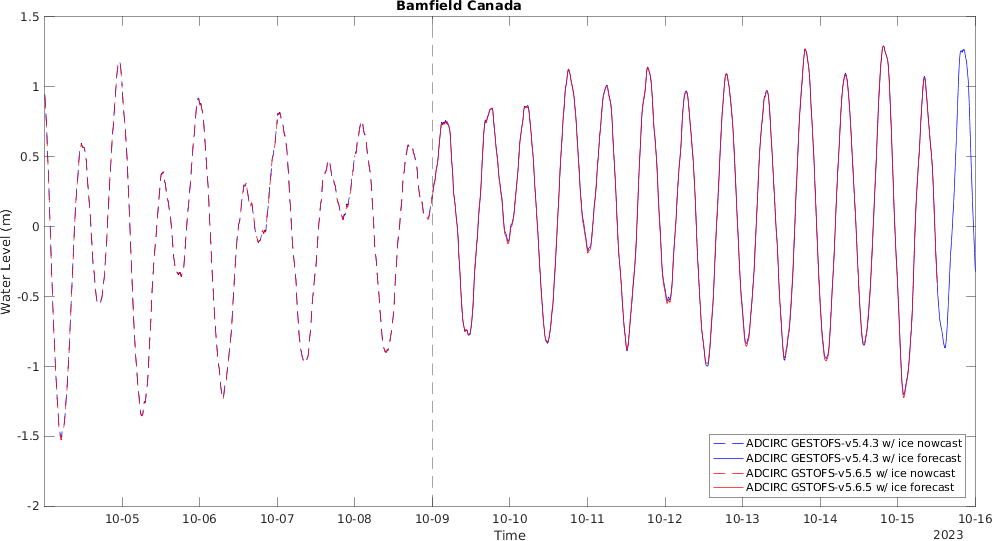 Bamfield Canada
1.5
1
0.5
0
-0.5
-1
-1.5
-2
Water Level (m)
10-05 10-06 10-07 10-08 10-09 10-10 10-11 10-12 10-13 10-14 10-15 10-16
Time
2023
ADCIRC GESTOFS-v5.4.3 w/ ice nowcast
ADCIRC GESTOFS-v5.4.3 w/ ice forecast
ADCIRC GSTOFS-v5.6.5 w/ ice nowcast
ADCIRC GSTOFS-v5.6.5 w/ ice forecast